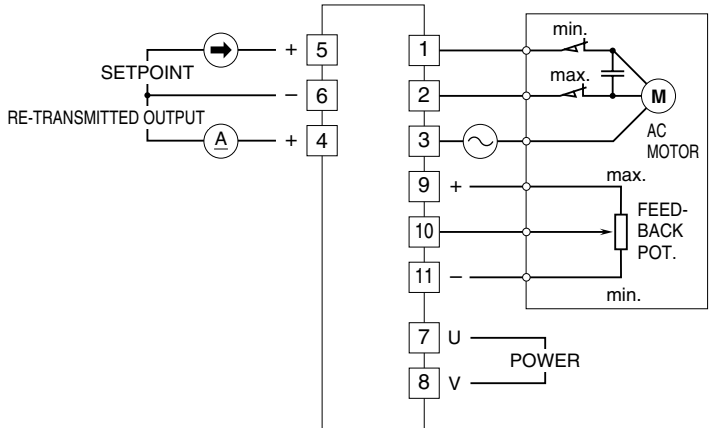 SETPOINT
RE-TRANSMITTED OUTPUT
+ 5
– 6
A + 4
1
2
3
9 +
10
11 –
7 U
8 V
POWER
min.
max.
M
AC
MOTOR
max.
FEED-
BACK
POT.
min.